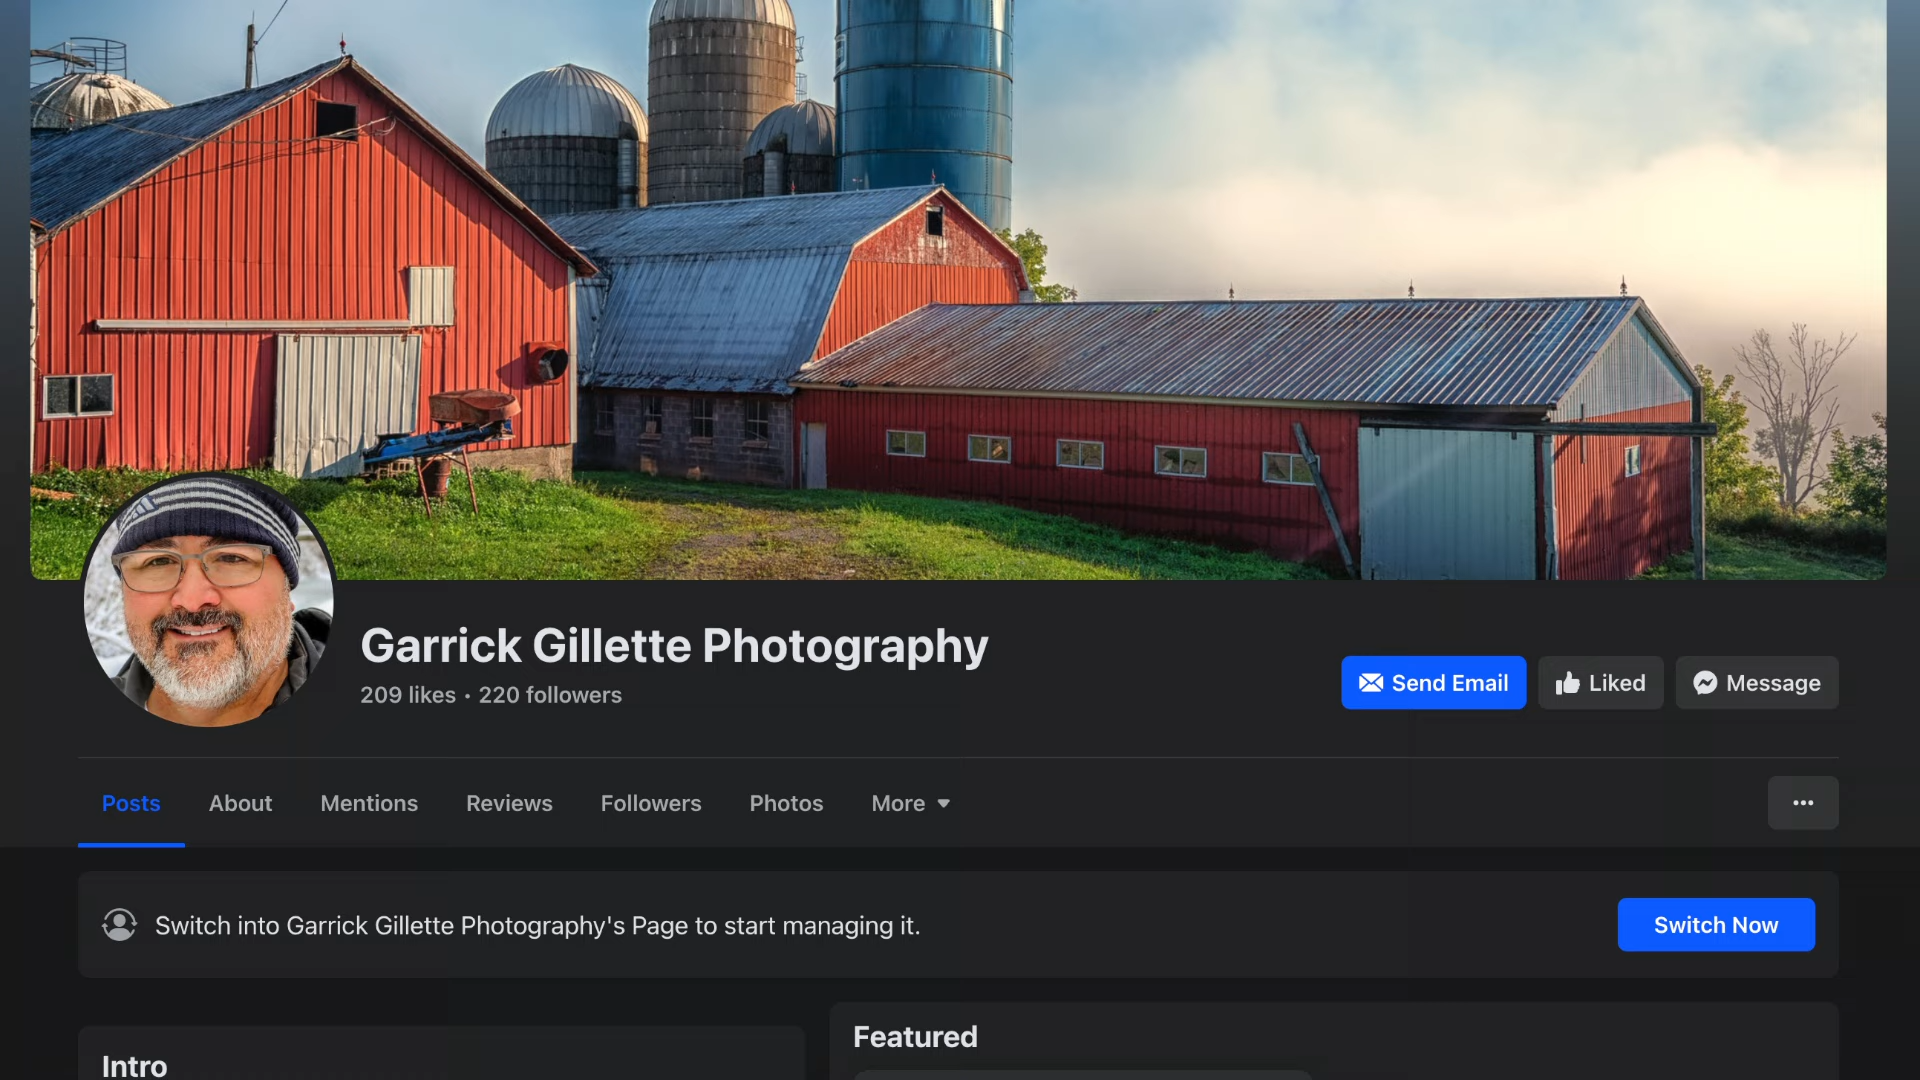 Garrick Gillette Photography
209 likes • 220 followers
Send Email
Liked
Message
Posts
About
Mentions
Reviews
Followers
Photos
More
Switch into Garrick Gillette Photography's Page to start managing it.
Switch Now
Intro
Featured